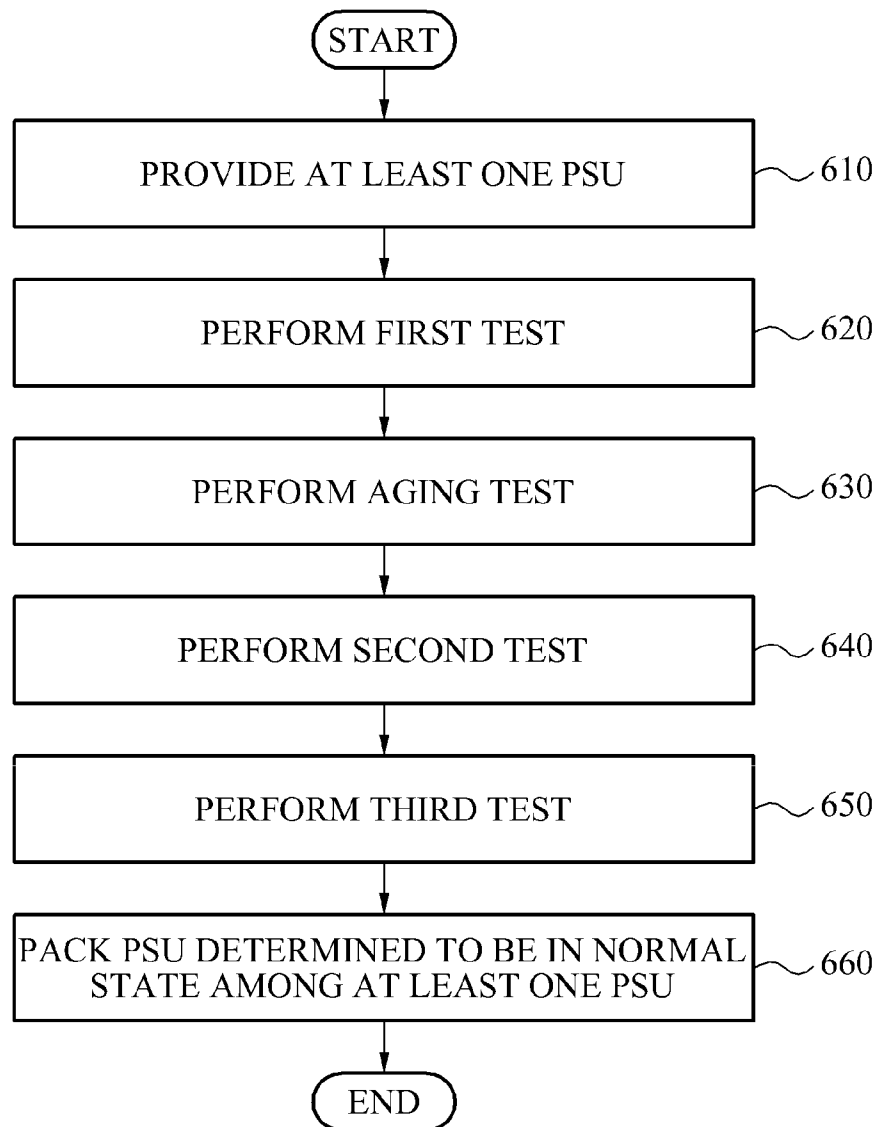 START
PROVIDE AT LEAST ONE PSU
610
PERFORM FIRST TEST
620
PERFORM AGING TEST
630
PERFORM SECOND TEST
640
PERFORM THIRD TEST
650
PACK PSU DETERMINED TO BE IN NORMAL
STATE AMONG AT LEAST ONE PSU
660
END